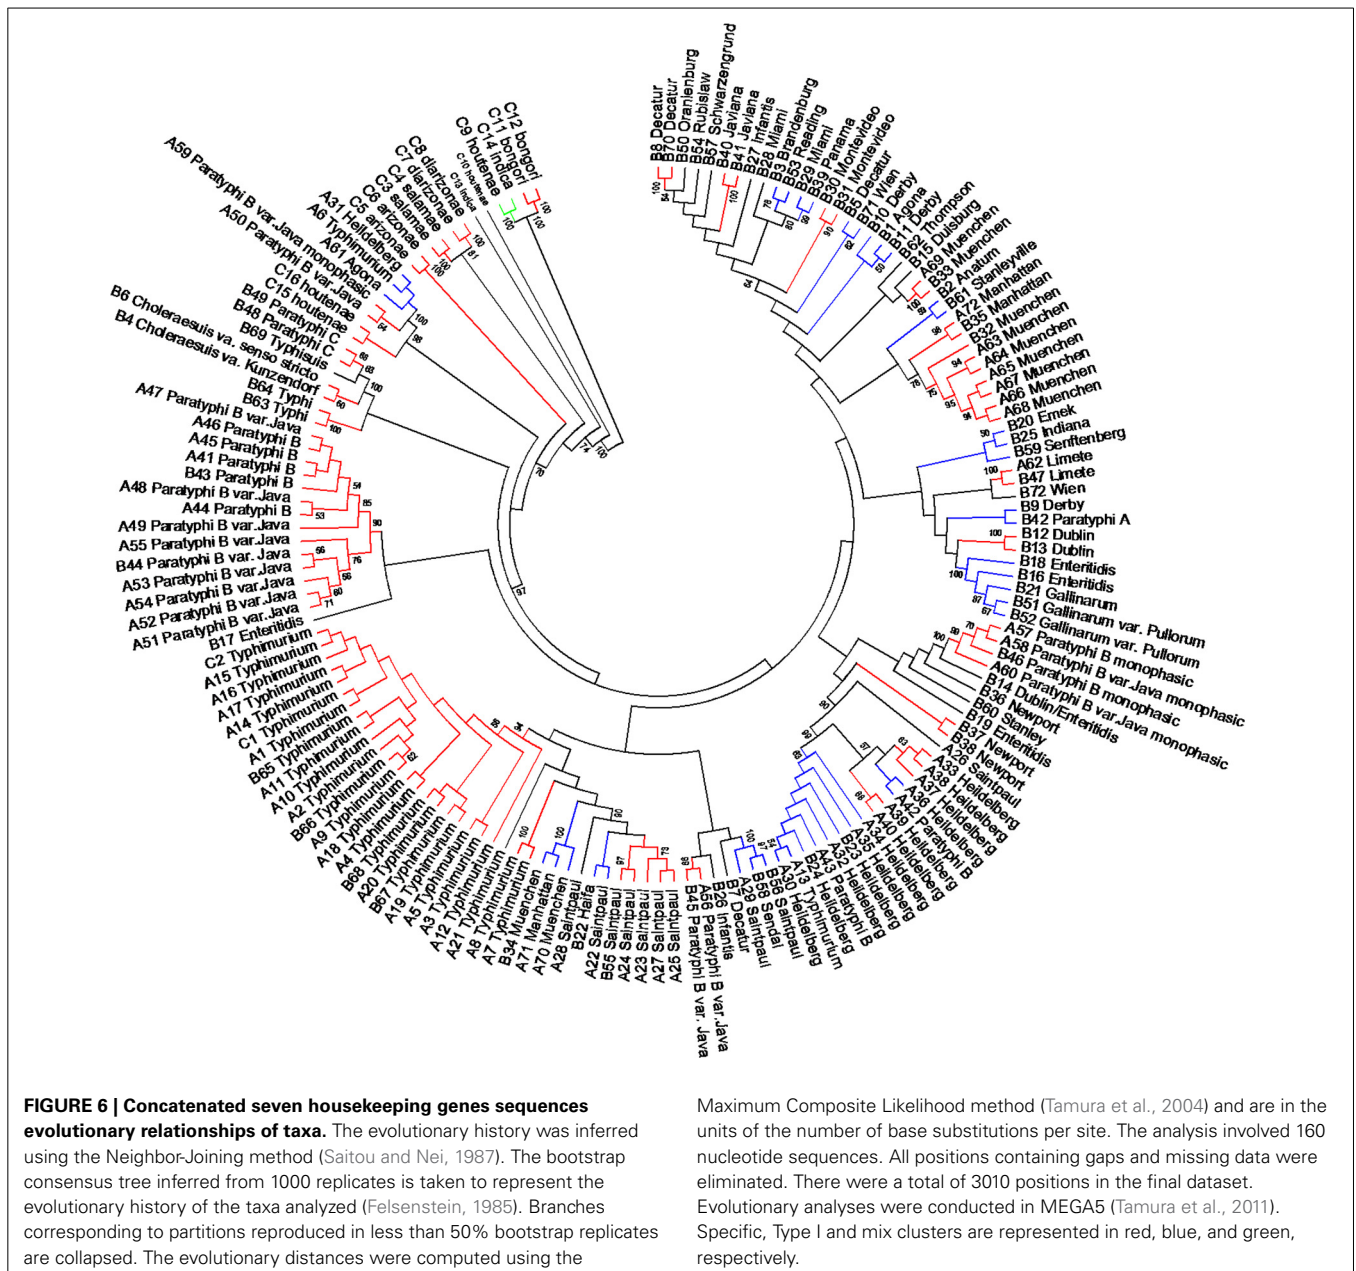 B8 Decatur
B70 Decatur
B50 Oranienburg
B54 Rubislaw
B57 Schwarzengrund
B40 Javiana
B41 Javiana
B27 Infantis
B28 Miami
B3 Brandenburg
B53 Reading
B29 Miami
B39 Panama
B30 Montevideo
B31 Montevideo
B5 Decatur
B71 Wien
B10 Derby
B1 Agona
B11 Derby
B62 Thompson
B15 Duisburg
A69 Muenchen
B33 Muenchen
B2 Anatum
B61 Stanleyville
A72 Manhattan
B35 Manhattan
B32 Muenchen
A63 Muenchen
A64 Muenchen
A65 Muenchen
A67 Muenchen
A66 Muenchen
A68 Muenchen
B20 Emek
B25 Indiana
B59 Senftenberg
A62 Limete
B47 Limete
B72 Wien
B9 Derby
B42 Paratyphi A
B12 Dublin
B13 Dublin
B18 Enteritidis
B16 Enteritidis
B21 Gallinarum
B51 Gallinarum var. Pullorum
B52 Gallinarum var. Pullorum
A57 Paratyphi B monophasic
A58 Paratyphi B var.Java monophasic
B46 Paratyphi B monophasic
A60 Paratyphi B var.Java monophasic
B14 Dublin/Enteritidis
B36 Newport
B60 Stanley
B19 Enteritidis
B37 Newport
B38 Newport
A26 Saintpaul
A33 Heildelberg
A38 Heildelberg
A37 Heildelberg
A36 Heildelberg
A42 Paratyphi B
A39 Heildelberg
A40 Heildelberg
A34 Heildelberg
A35 Heildelberg
B23 Heildelberg
A32 Heildelberg
A43 Paratyphi B
B24 Heildelberg
A13 Typhimurium
A30 Heildelberg
B56 Saintpaul
B58 Sendai
A29 Saintpaul
B7 Decatur
B26 Infantis
A56 Paratyphi B var.Java
B45 Paratyphi B var. Java
A25 Saintpaul
A27 Saintpaul
A23 Saintpaul
A24 Saintpaul
B55 Saintpaul
A22 Saintpaul
B22 Haifa
A28 Saintpaul
A70 Muenchen
A71 Manhattan
B34 Muenchen
A7 Typhimurium
A8 Typhimurium
A21 Typhimurium
A12 Typhimurium
A3 Typhimurium
A5 Typhimurium
A19 Typhimurium
B67 Typhimurium
A20 Typhimurium
B68 Typhimurium
A4 Typhimurium
A18 Typhimurium
A9 Typhimurium
B66 Typhimurium
A2 Typhimurium
A10 Typhimurium
A11 Typhimurium
B65 Typhimurium
A1 Typhimurium
C1 Typhimurium
A14 Typhimurium
A17 Typhimurium
A16 Typhimurium
A15 Typhimurium
C2 Typhimurium
B17 Enteritidis
A51 Paratyphi B var.Java
A52 Paratyphi B var.Java
A54 Paratyphi B var.Java
A53 Paratyphi B var.Java
B44 Paratyphi B var. Java
A55 Paratyphi B var.Java
A49 Paratyphi B var.Java
A44 Paratyphi B
A48 Paratyphi B var.Java
B43 Paratyphi B
A41 Paratyphi B
A45 Paratyphi B
A46 Paratyphi B
A47 Paratyphi B var.Java
B63 Typhi
B64 Typhi
B4 Choleraesuis va. Kunzendorf
B6 Choleraesuis va. senso stricto
B69 Typhisuis
B48 Paratyphi C
B49 Paratyphi C
C15 houtenae
C16 houtenae
A50 Paratyphi B var.Java
A59 Paratyphi B var.Java monophasic
A61 Agona
A6 Typhimurium
A31 Heildelberg
C5 arizonae
C6 arizonae
C3 salamae
C4 salamae
C7 diarizonae
C8 diarizonae
C13 indica
C10 houtenae
C9 houtenae
C14 indica
C11 bongori
C12 bongori
FIGURE 6 | Concatenated seven housekeeping genes sequences
evolutionary relationships of taxa. The evolutionary history was inferred
using the Neighbor-Joining method (Saitou and Nei, 1987). The bootstrap
consensus tree inferred from 1000 replicates is taken to represent the
evolutionary history of the taxa analyzed (Felsenstein, 1985). Branches
corresponding to partitions reproduced in less than 50% bootstrap replicates
are collapsed. The evolutionary distances were computed using the
Maximum Composite Likelihood method (Tamura et al., 2004) and are in the
units of the number of base substitutions per site. The analysis involved 160
nucleotide sequences. All positions containing gaps and missing data were
eliminated. There were a total of 3010 positions in the final dataset.
Evolutionary analyses were conducted in MEGA5 (Tamura et al., 2011).
Specific, Type I and mix clusters are represented in red, blue, and green,
respectively.